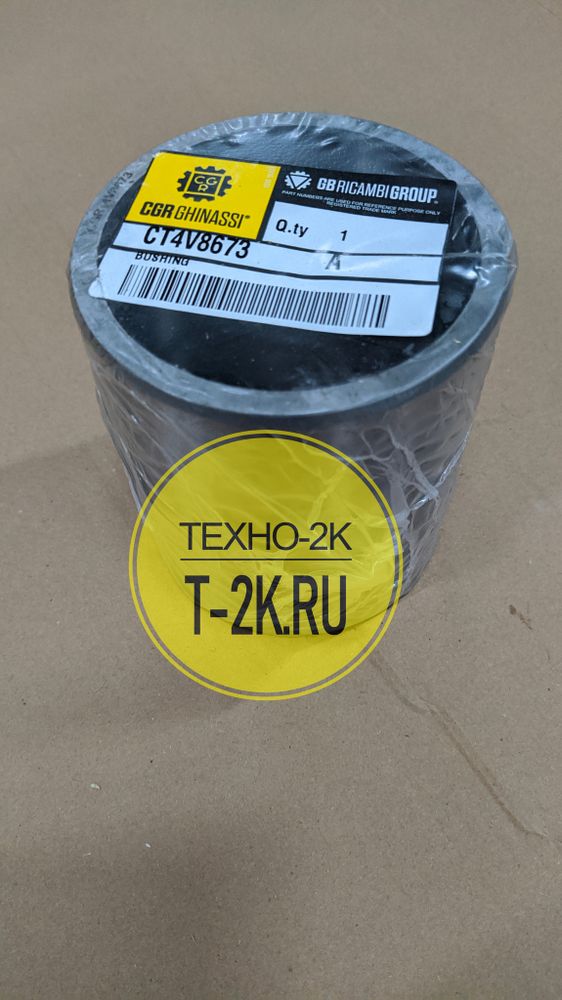 CGR
CGR GHINASSI®
GB RICAMBI GROUP®
PART NUMBERS ARE USED FOR REFERENCE PURPOSE ONLY
REGISTERED TRADE MARK
Q.ty 1
CT4V8673
A
BUSHING
ТЕХНО-2К
T-2K.RU